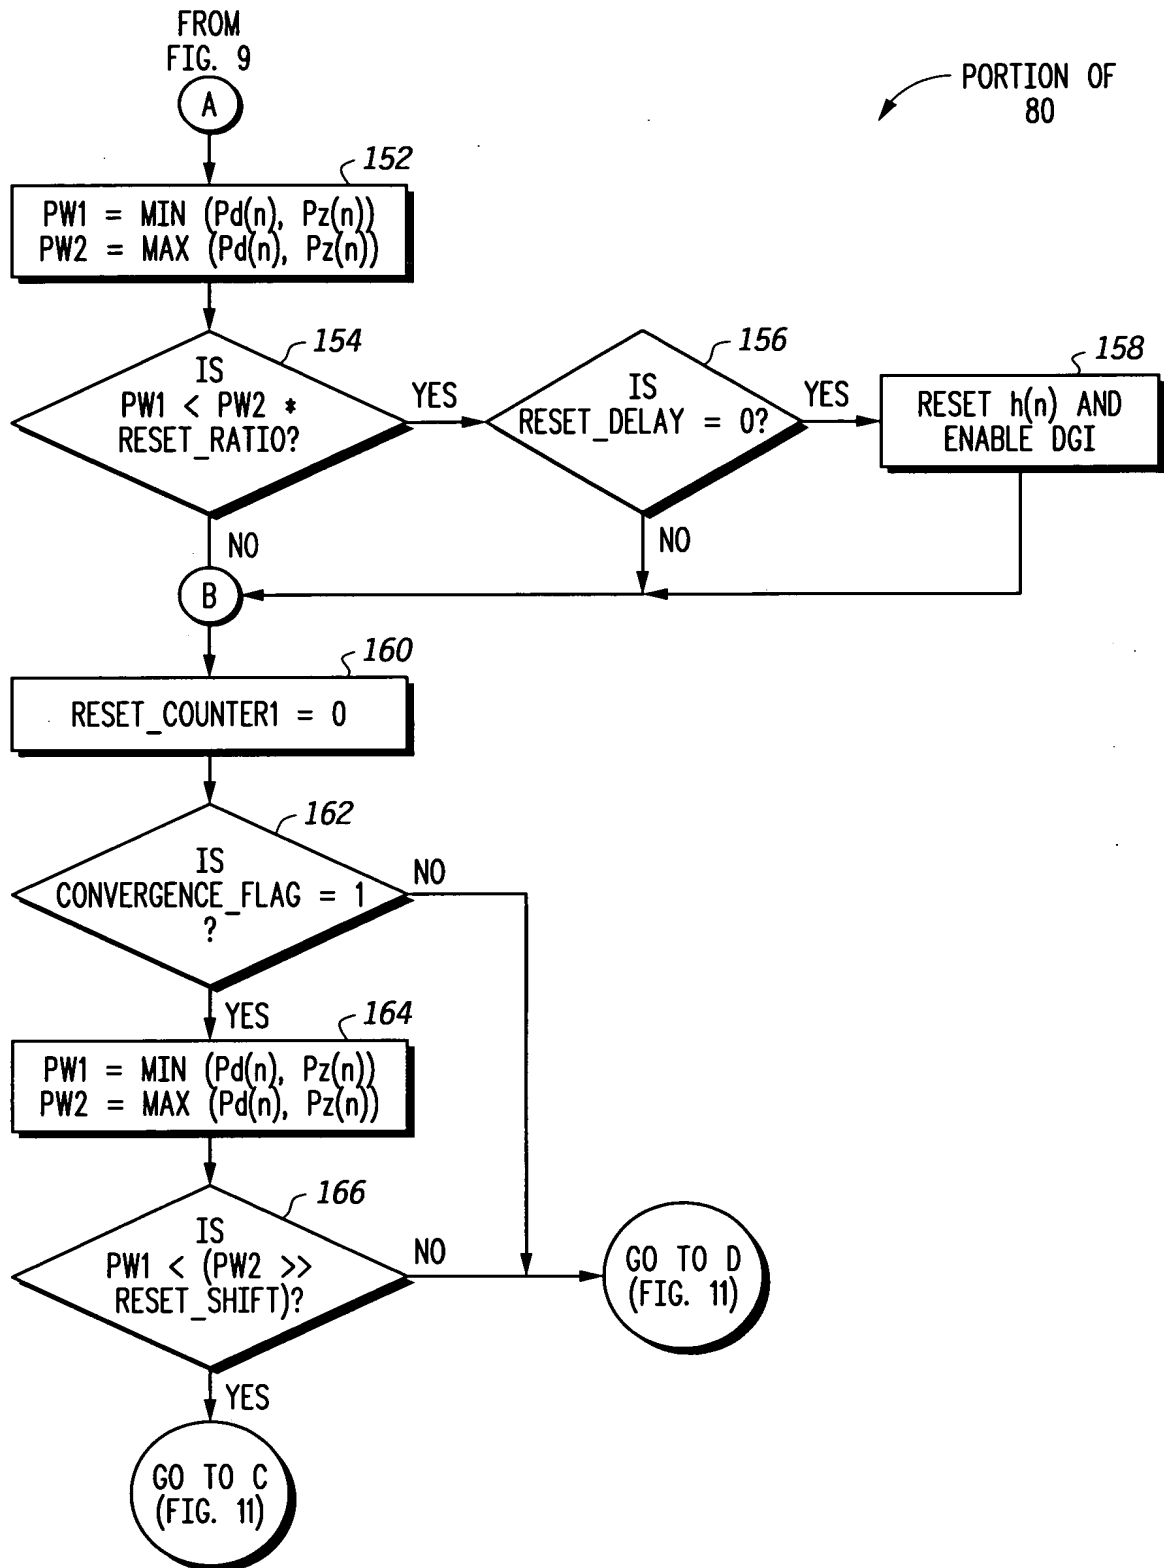 FROM
FIG. 9
A
PORTION OF
80
152
PW1 = MIN (Pd(n), Pz(n))
PW2 = MAX (Pd(n), Pz(n))
154
IS
PW1 < PW2 *
RESET_RATIO?
YES
NO
156
IS
RESET_DELAY = 0?
YES
NO
158
RESET h(n) AND
ENABLE DGI
B
160
RESET_COUNTER1 = 0
162
IS
CONVERGENCE_FLAG = 1
?
NO
YES
164
PW1 = MIN (Pd(n), Pz(n))
PW2 = MAX (Pd(n), Pz(n))
166
IS
PW1 < (PW2 >>
RESET_SHIFT)?
NO
GO TO D
(FIG. 11)
YES
GO TO C
(FIG. 11)